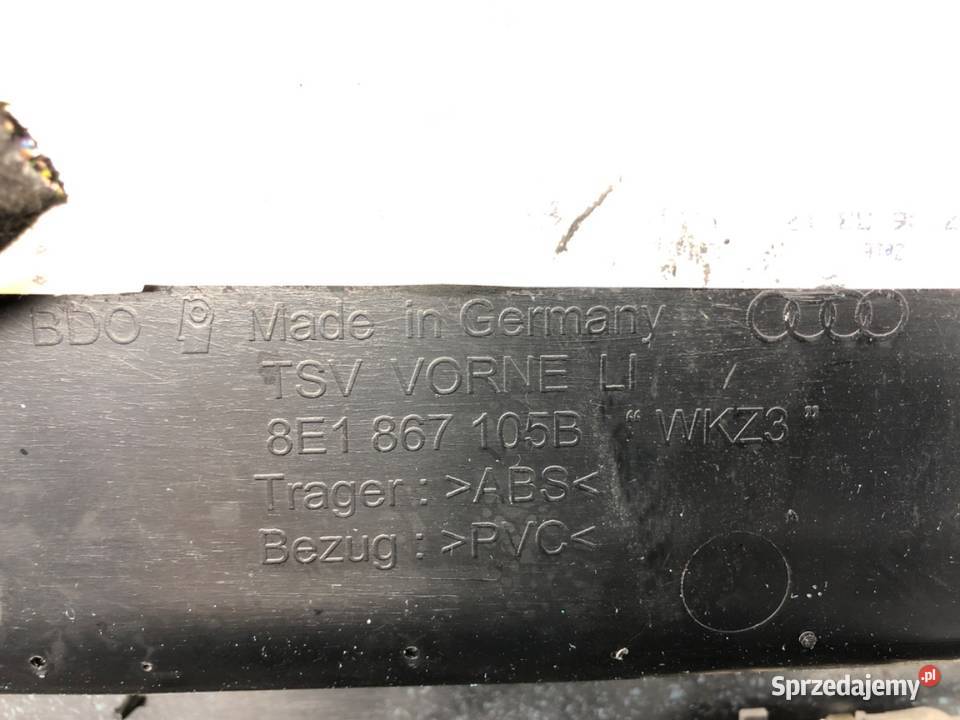 BDO Made in Germany
TSV VORNE LI
8E1 867 105B "WKZ3"
Trager : >ABS<
Bezug : >PVC<
Sprzedajemy.pl